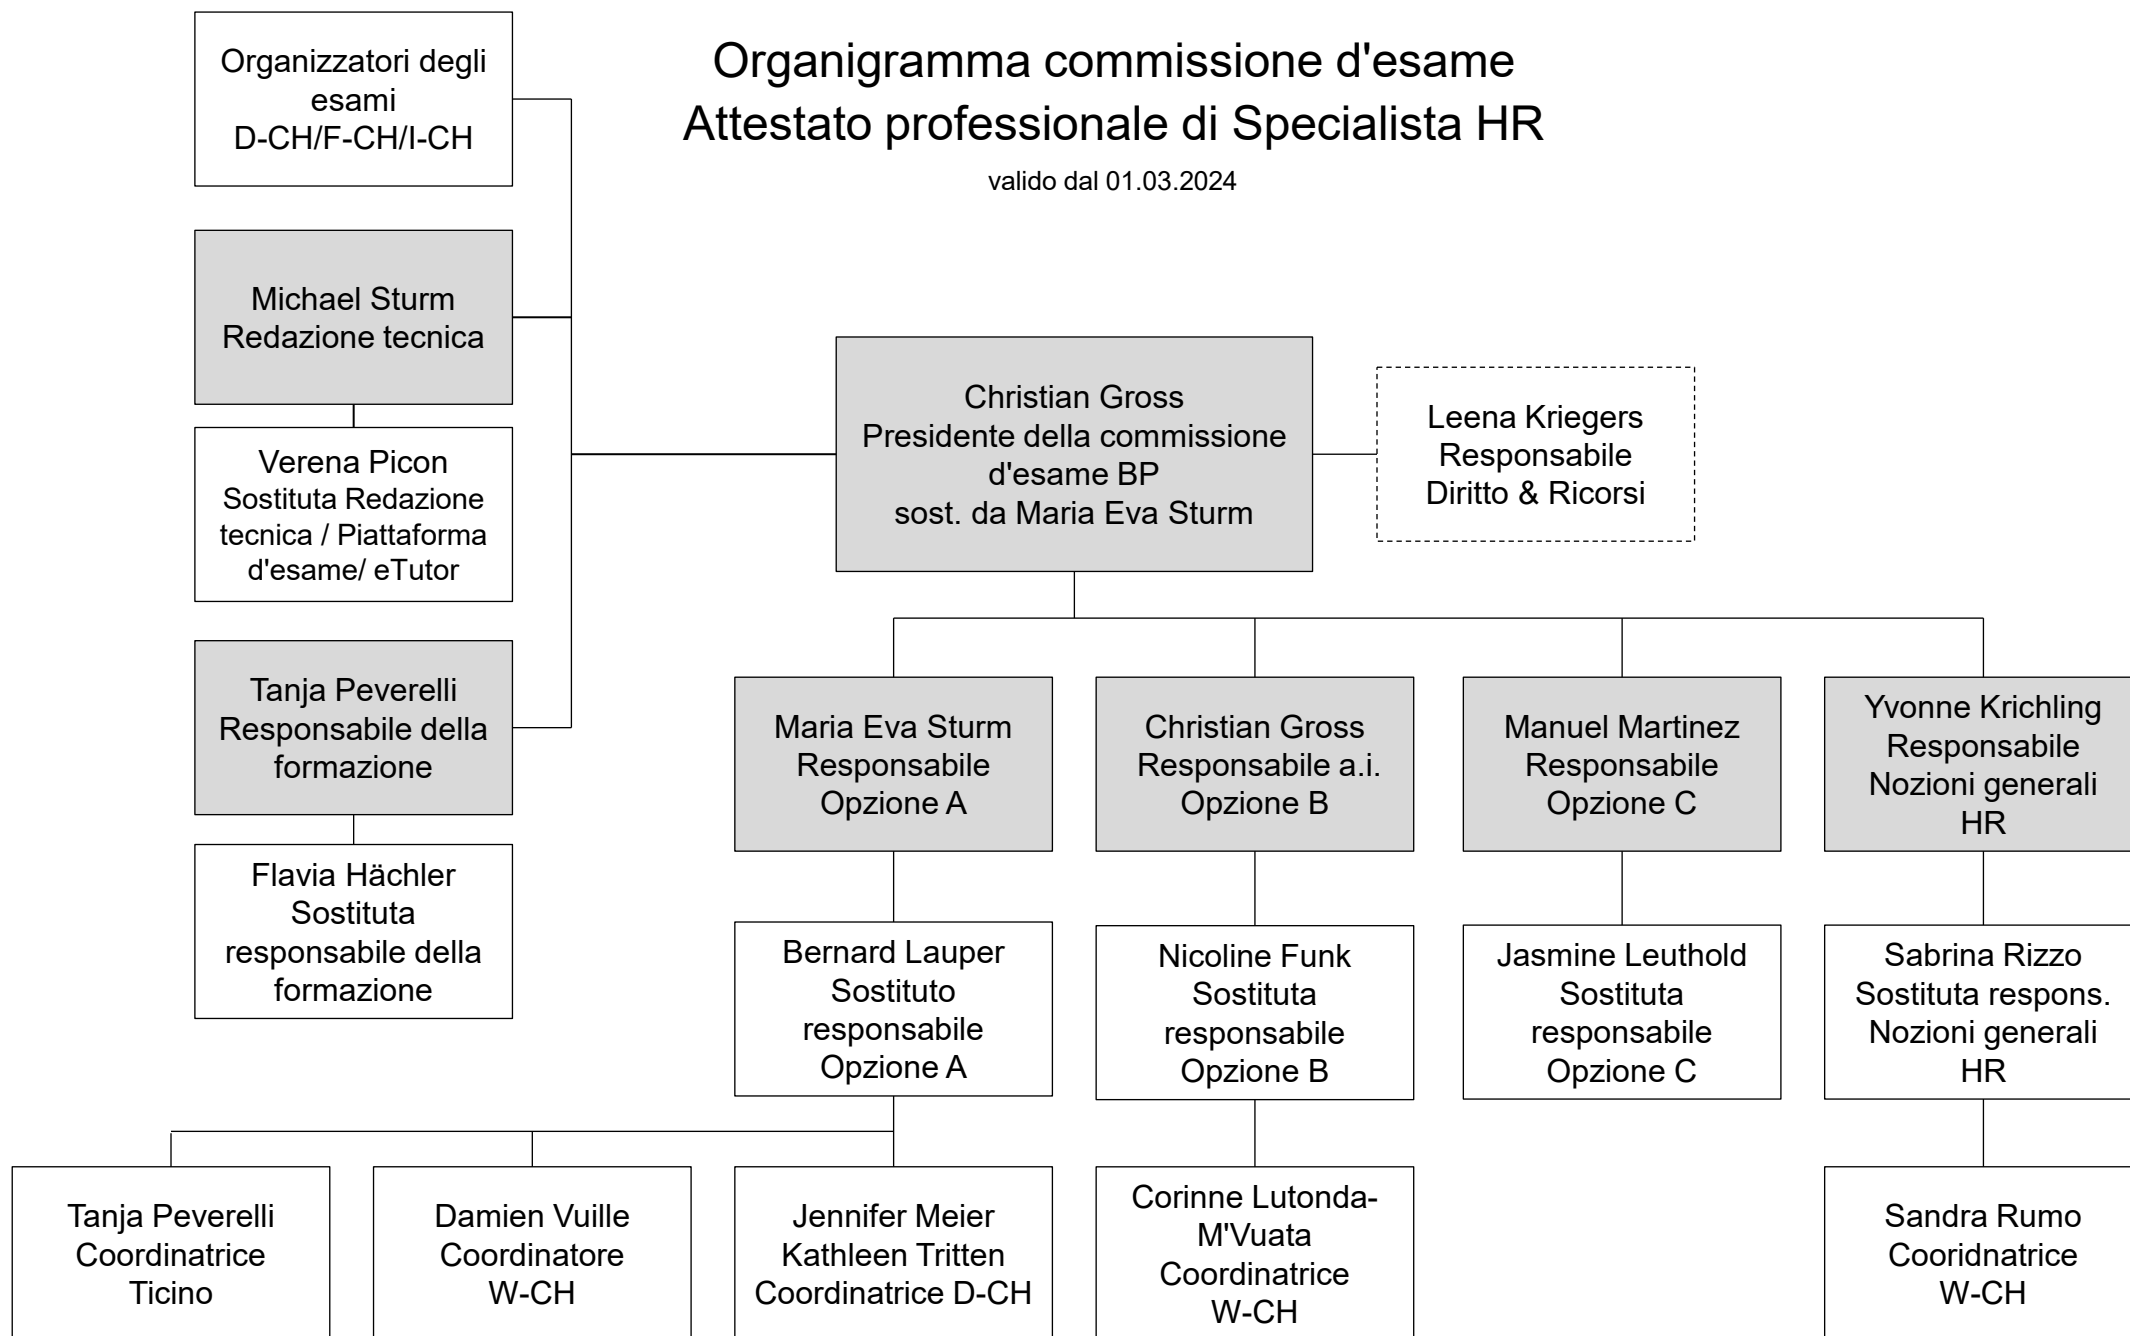 Organigramma commissione d'esame
Attestato professionale di Specialista HR
valido dal 01.03.2024
Organizzatori degli
esami
D-CH/F-CH/I-CH
Michael Sturm
Redazione tecnica
Verena Picon
Sostituta Redazione
tecnica / Piattaforma
d'esame/ eTutor
Tanja Peverelli
Responsabile della
formazione
Flavia Hächler
Sostituta
responsabile della
formazione
Christian Gross
Presidente della commissione
d'esame BP
sost. da Maria Eva Sturm
Leena Kriegers
Responsabile
Diritto & Ricorsi
Maria Eva Sturm
Responsabile
Opzione A
Christian Gross
Responsabile a.i.
Opzione B
Manuel Martinez
Responsabile
Opzione C
Yvonne Krichling
Responsabile
Nozioni generali
HR
Bernard Lauper
Sostituto
responsabile
Opzione A
Nicoline Funk
Sostituta
responsabile
Opzione B
Jasmine Leuthold
Sostituta
responsabile
Opzione C
Sabrina Rizzo
Sostituta respons.
Nozioni generali
HR
Tanja Peverelli
Coordinatrice
Ticino
Damien Vuille
Coordinatore
W-CH
Jennifer Meier
Kathleen Tritten
Coordinatrice D-CH
Corinne Lutonda-
M'Vuata
Coordinatrice
W-CH
Sandra Rumo
Cooridnatrice
W-CH